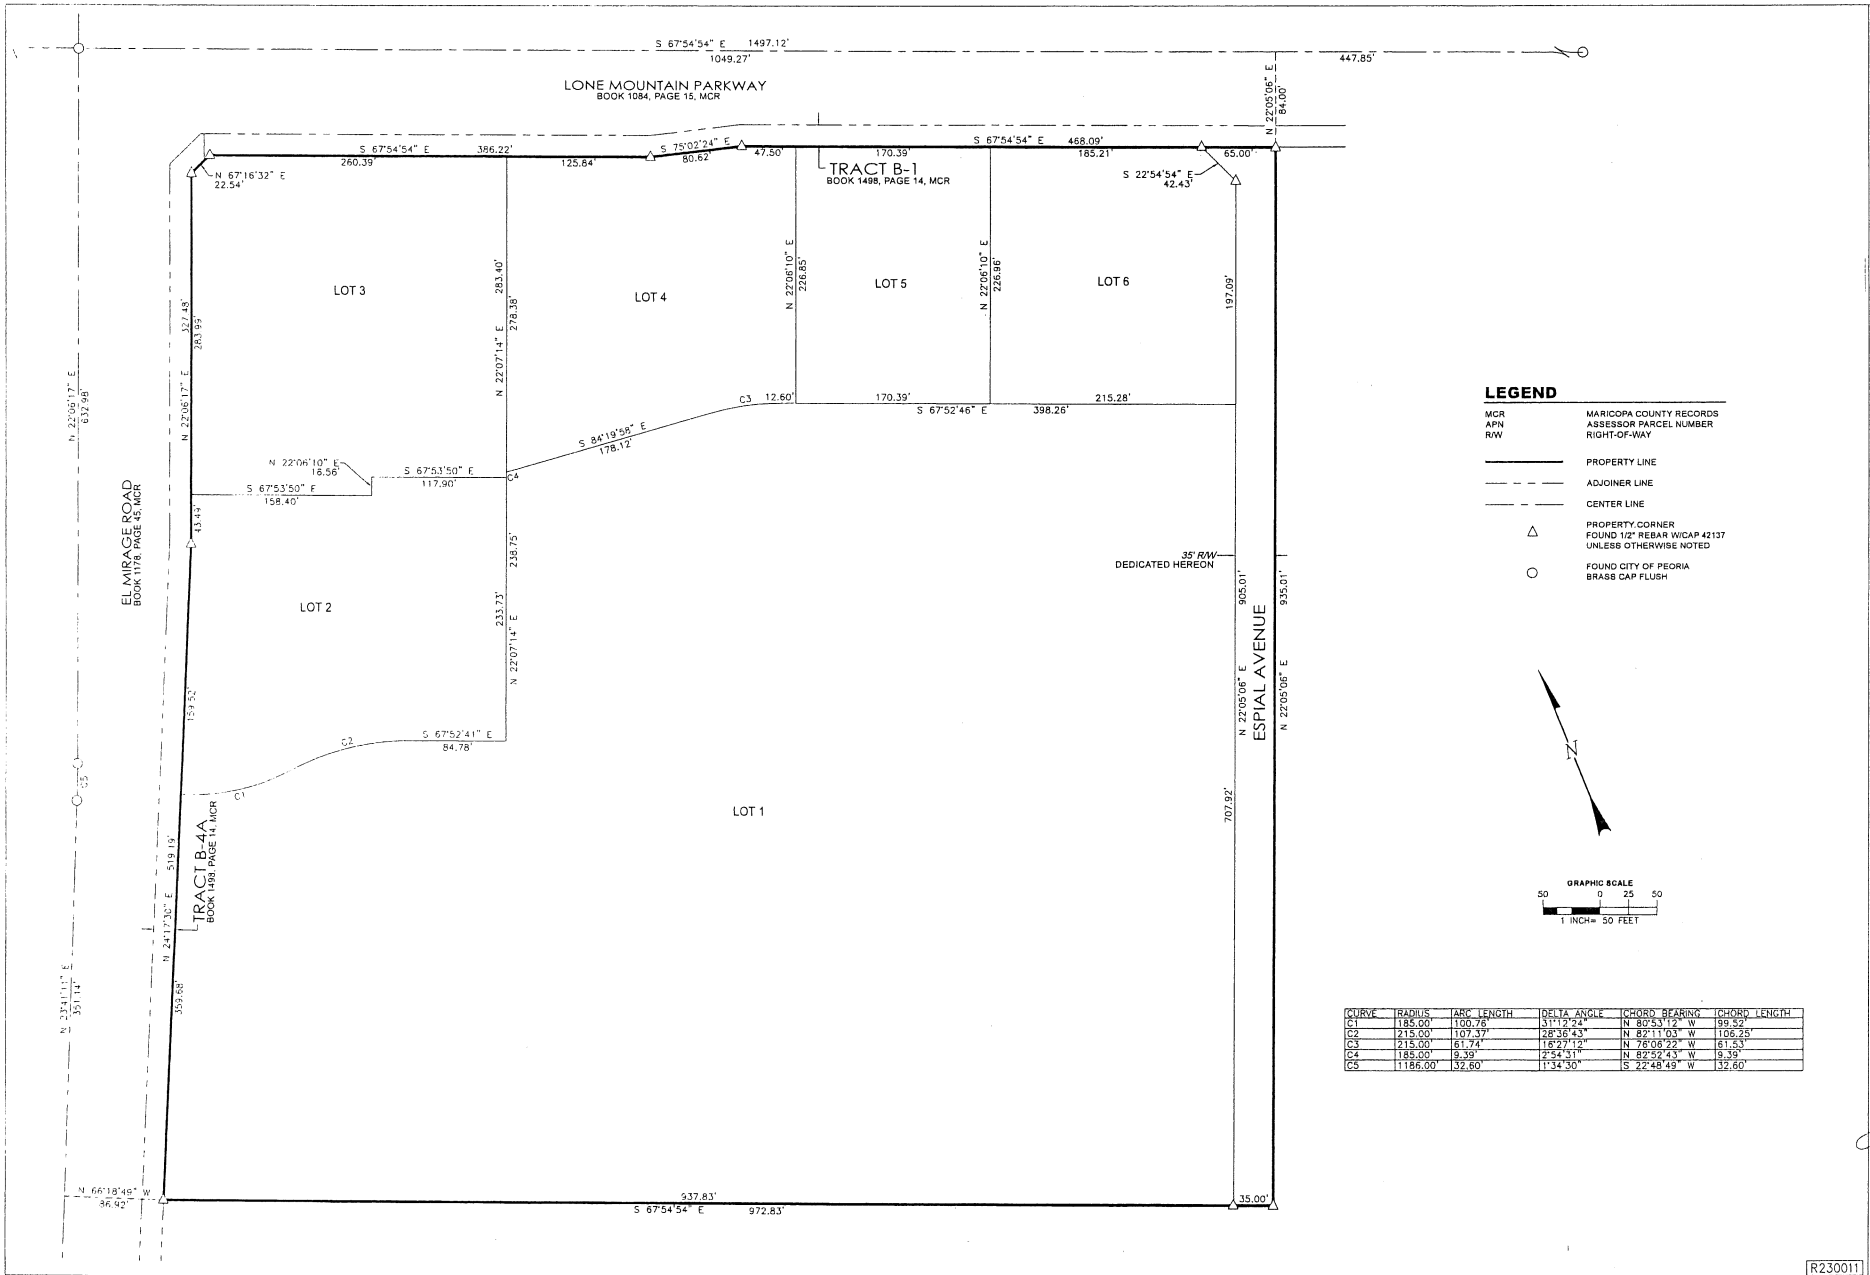 S 67°54'54" E 1497.12'
1049.27'
447.85'
LONE MOUNTAIN PARKWAY
BOOK 1084, PAGE 15, MCR
N 22°05'06" E
84.00'
S 67°54'54" E 386.22'
260.39'
125.84'
S 75°02'24" E
80.62'
47.50'
170.39'
S 67°54'54" E 468.09'
185.21'
65.00'
N 67°16'32" E
22.54'
TRACT B-1
BOOK 1498, PAGE 14, MCR
S 22°54'54" E
42.43'
LOT 3
LOT 4
LOT 5
LOT 6
283.40'
278.38'
N 22°07'14" E
N 22°06'10" E
226.85'
N 22°06'10" E
226.96'
197.09'
N 22°06'17" E 327.48'
283.99'
N 22°06'17" E
632.98'
C3
12.60'
170.39'
S 67°52'46" E
398.26'
215.28'
S 84°19'58" E
178.12'
N 22°06'10" E
16.56'
S 67°53'50" E
117.90'
C4
S 67°53'50" E
158.40'
43.49'
EL MIRAGE ROAD
BOOK 1178, PAGE 45, MCR
LOT 2
238.75'
233.73'
N 22°07'14" E
35' R/W
DEDICATED HEREON
905.01'
935.01'
ESPIAL AVENUE
N 22°05'06" E
N 22°05'06" E
159.52'
C2
S 67°52'41" E
84.78'
C5
C1
LOT 1
707.92'
TRACT B-4A
BOOK 1498, PAGE 14, MCR
N 24°17'30" E 519.19'
359.68'
N 23°41'11" E
351.14'
N 66°18'49" W
86.92'
937.83'
S 67°54'54" E 972.83'
35.00'
LEGEND
MCR MARICOPA COUNTY RECORDS
APN ASSESSOR PARCEL NUMBER
R/W RIGHT-OF-WAY
PROPERTY LINE
ADJOINER LINE
CENTER LINE
PROPERTY CORNER
FOUND 1/2" REBAR W/CAP 42137
UNLESS OTHERWISE NOTED
FOUND CITY OF PEORIA
BRASS CAP FLUSH
N
GRAPHIC SCALE
50 0 25 50
1 INCH= 50 FEET
CURVE RADIUS ARC LENGTH DELTA ANGLE CHORD BEARING CHORD LENGTH
C1 185.00' 100.76' 31°12'24" N 80°53'12" W 99.52'
C2 215.00' 107.37' 28°36'43" N 82°11'03" W 106.25'
C3 215.00' 61.74' 16°27'12" N 76°06'22" W 61.53'
C4 185.00' 9.39' 2°54'31" N 82°52'43" W 9.39'
C5 1186.00' 32.60' 1°34'30" S 22°48'49" W 32.60'
R230011